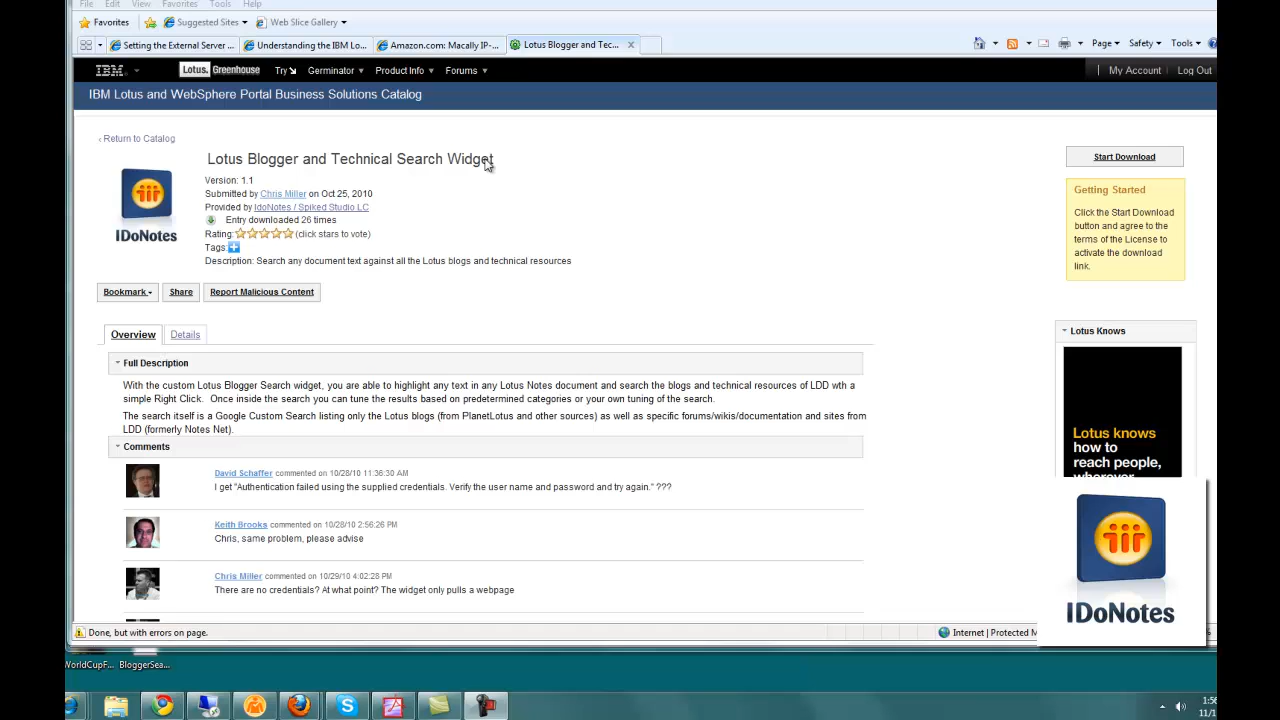 File Edit View Favorites Tools Help
Favorites Suggested Sites Web Slice Gallery
Setting the External Server ... Understanding the IBM Lo... Amazon.com: Macally IP-... Lotus Blogger and Tec... x Page Safety Tools
IBM Lotus. Greenhouse Try Germinator Product Info Forums My Account Log Out
IBM Lotus and WebSphere Portal Business Solutions Catalog
‹ Return to Catalog
Lotus Blogger and Technical Search Widget
Start Download
Version: 1.1
Submitted by Chris Miller on Oct 25, 2010
Provided by IdoNotes / Spiked Studio LC
Entry downloaded 26 times
Rating: (click stars to vote)
Tags:
Description: Search any document text against all the Lotus blogs and technical resources
IDoNotes
Getting Started
Click the Start Download
button and agree to the
terms of the License to
activate the download
link.
Bookmark Share Report Malicious Content
Overview Details
Full Description
With the custom Lotus Blogger Search widget, you are able to highlight any text in any Lotus Notes document and search the blogs and technical resources of LDD wth a
simple Right Click. Once inside the search you can tune the results based on predetermined categories or your own tuning of the search.
The search itself is a Google Custom Search listing only the Lotus blogs (from PlanetLotus and other sources) as well as specific forums/wikis/documentation and sites from
LDD (formerly Notes Net).
Comments
David Schaffer commented on 10/28/10 11:36:30 AM
I get "Authentication failed using the supplied credentials. Verify the user name and password and try again." ???
Keith Brooks commented on 10/28/10 2:56:26 PM
Chris, same problem, please advise
Chris Miller commented on 10/29/10 4:02:28 PM
There are no credentials? At what point? The widget only pulls a webpage
Lotus Knows
Lotus knows
how to
reach people,
wherever
IDoNotes
Done, but with errors on page. Internet | Protected M
WorldCupF... BloggerSea...
1:56
11/1